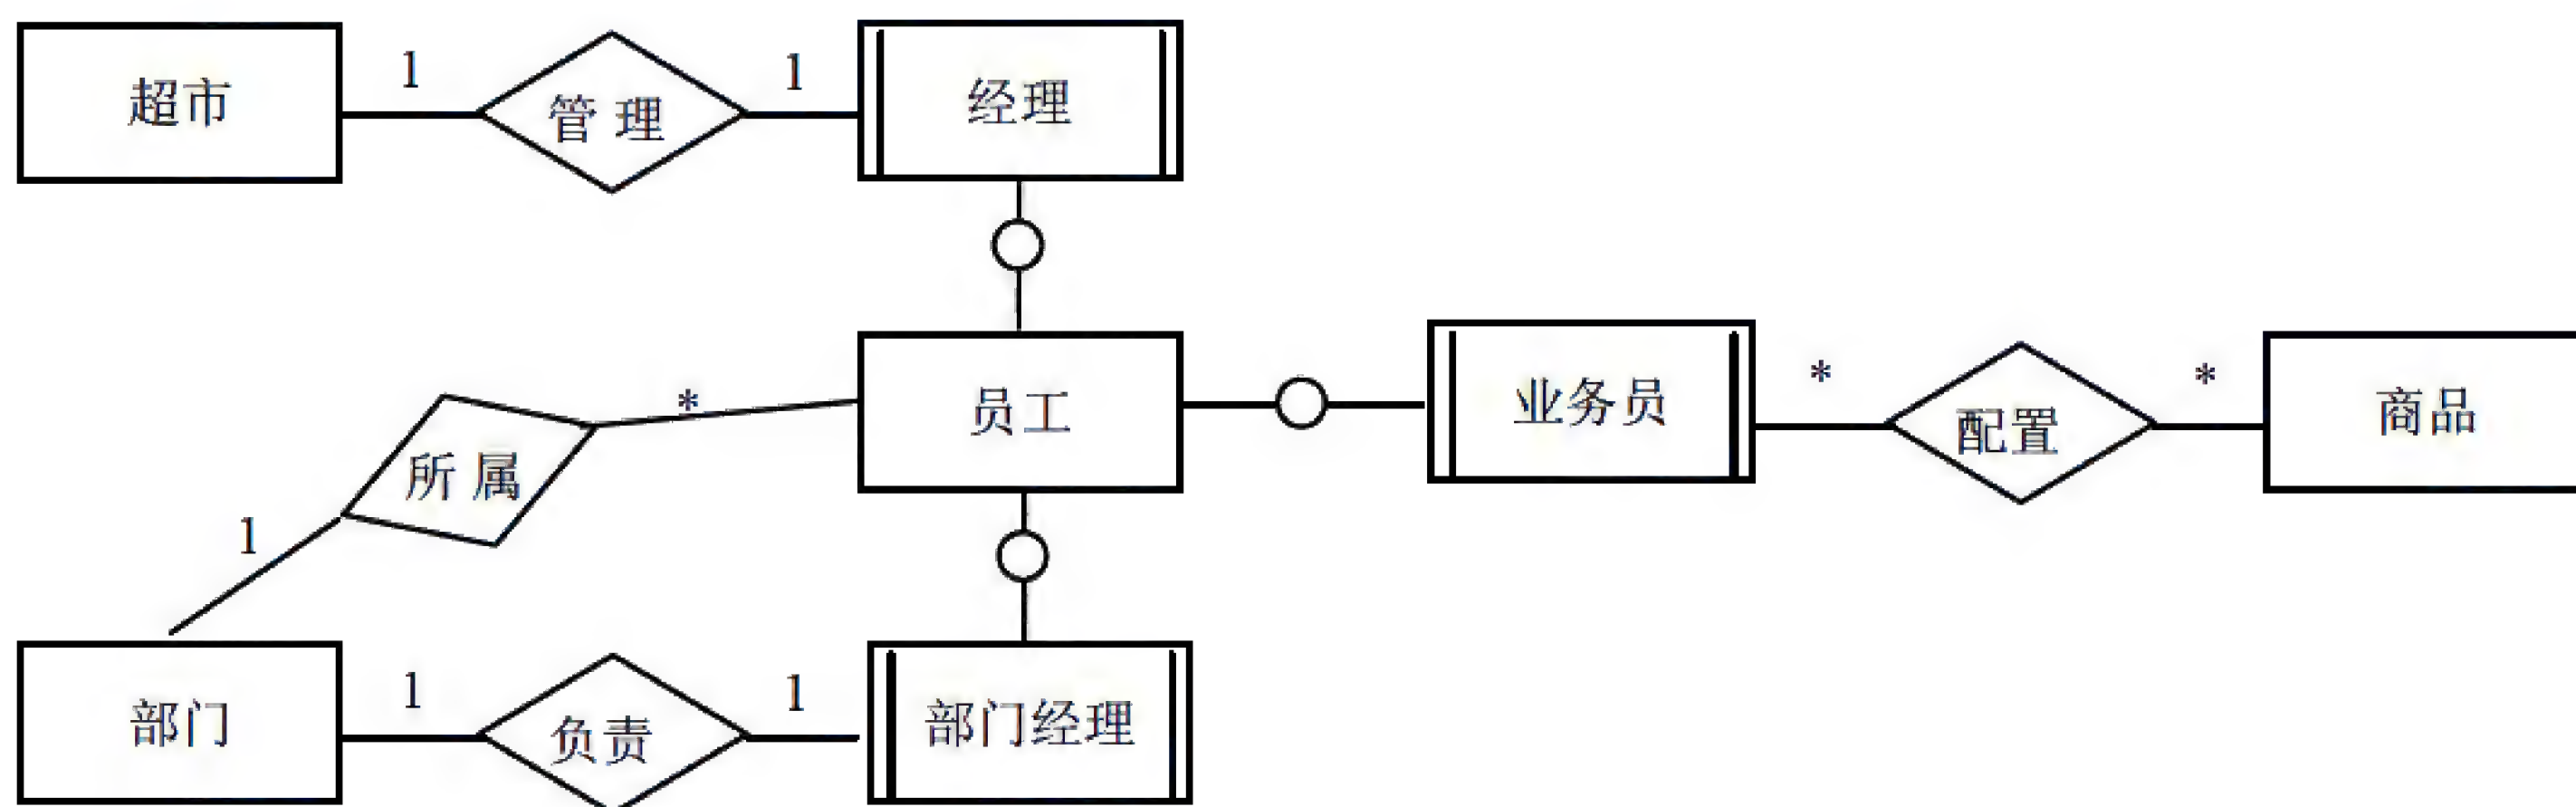 超市
1
管 理
1
经理
所 属
*
1
员工
业务员
*
配置
*
商品
部门
1
负责
1
部门经理